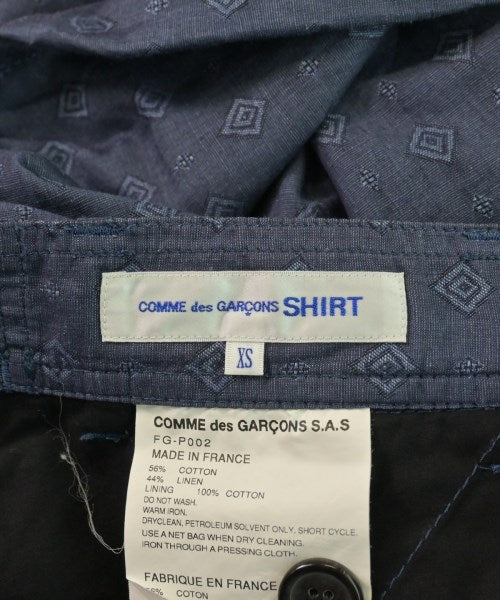 COMME des GARÇONS SHIRT
XS
COMME des GARÇONS S.A.S
FG-P002
MADE IN FRANCE
56% COTTON
44% LINEN
LINING 100% COTTON
DO NOT WASH.
WARM IRON.
DRYCLEAN, PETROLEUM SOLVENT ONLY, SHORT CYCLE.
USE A NET BAG WHEN DRY CLEANING.
IRON THROUGH A PRESSING CLOTH.
FABRIQUE EN FRANCE
56% COTON